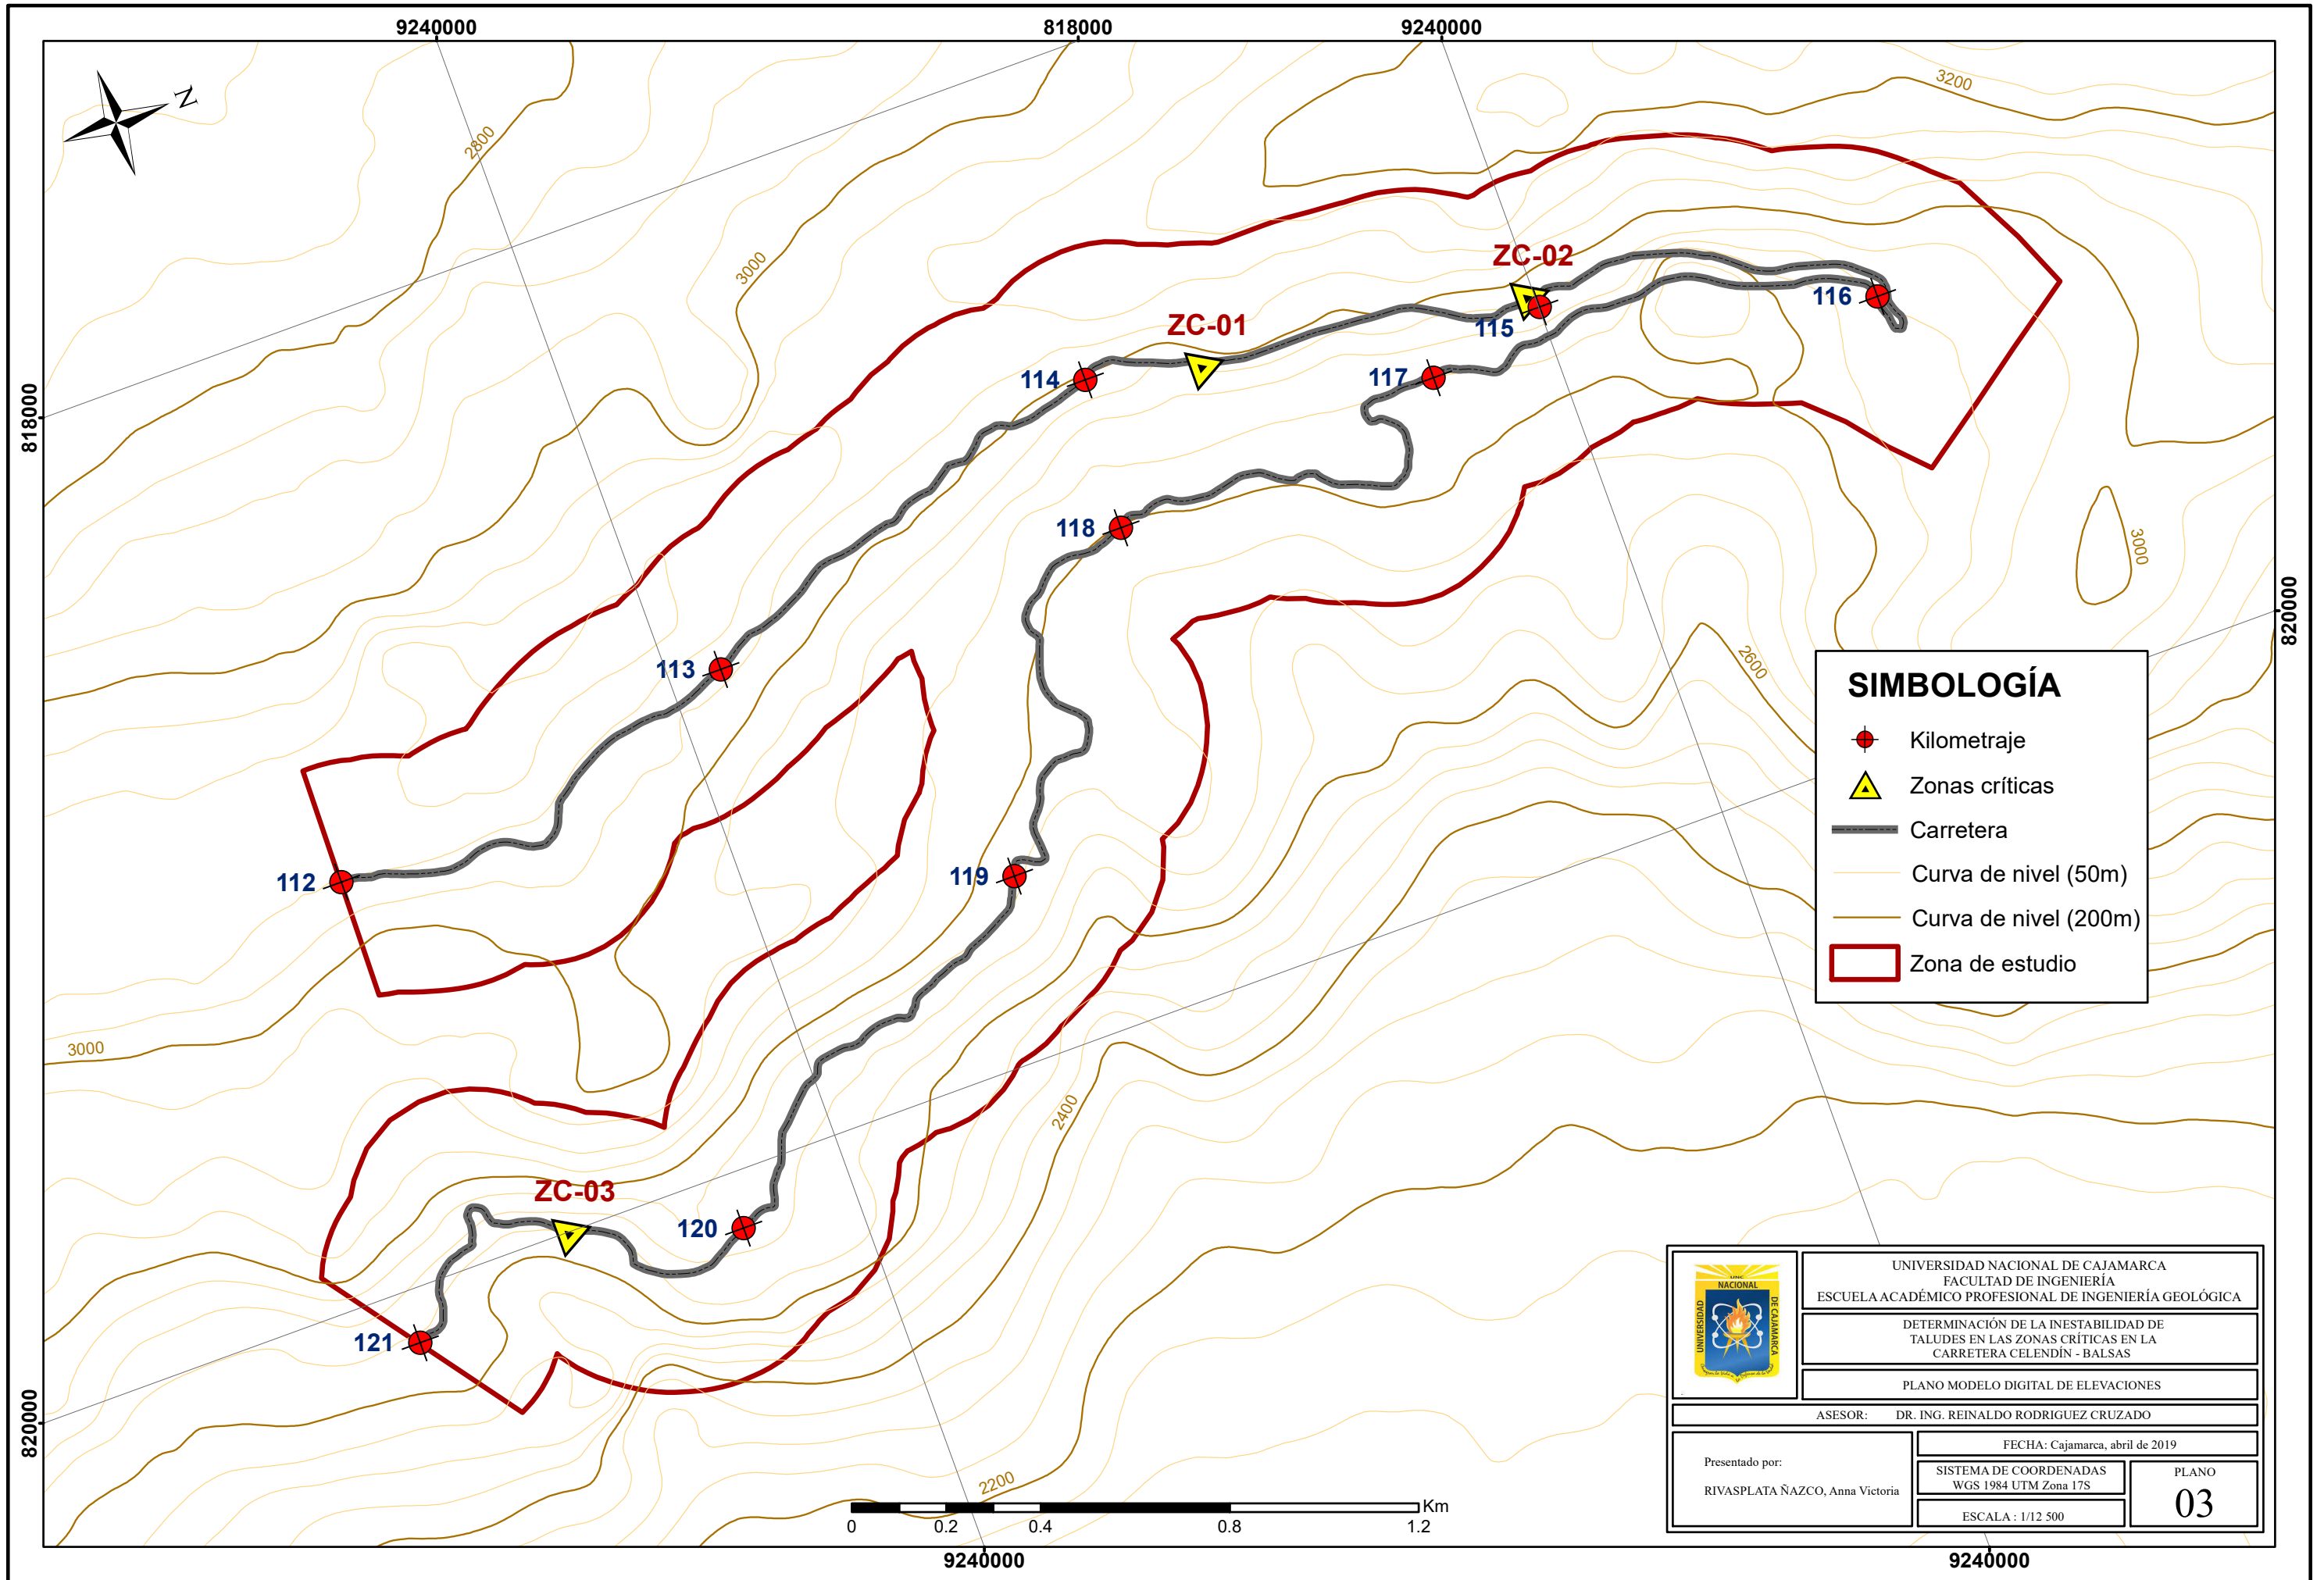 9240000
818000
9240000
N
3200
2800
3000
ZC-02
116
115
ZC-01
114
117
818000
118
3000
820000
113
2600
SIMBOLOGÍA
Kilometraje
Zonas críticas
Carretera
Curva de nivel (50m)
Curva de nivel (200m)
Zona de estudio
112
119
3000
2400
ZC-03
120
121
820000
2200
Km
0
0.2
0.4
0.8
1.2
UNC
NACIONAL
UNIVERSIDAD
DE CAJAMARCA
UNIVERSIDAD NACIONAL DE CAJAMARCA
FACULTAD DE INGENIERÍA
ESCUELA ACADÉMICO PROFESIONAL DE INGENIERÍA GEOLÓGICA
DETERMINACIÓN DE LA INESTABILIDAD DE
TALUDES EN LAS ZONAS CRÍTICAS EN LA
CARRETERA CELENDÍN - BALSAS
PLANO MODELO DIGITAL DE ELEVACIONES
ASESOR: DR. ING. REINALDO RODRIGUEZ CRUZADO
Presentado por:
RIVASPLATA ÑAZCO, Anna Victoria
FECHA: Cajamarca, abril de 2019
SISTEMA DE COORDENADAS
WGS 1984 UTM Zona 17S
ESCALA : 1/12 500
PLANO
03
9240000
9240000